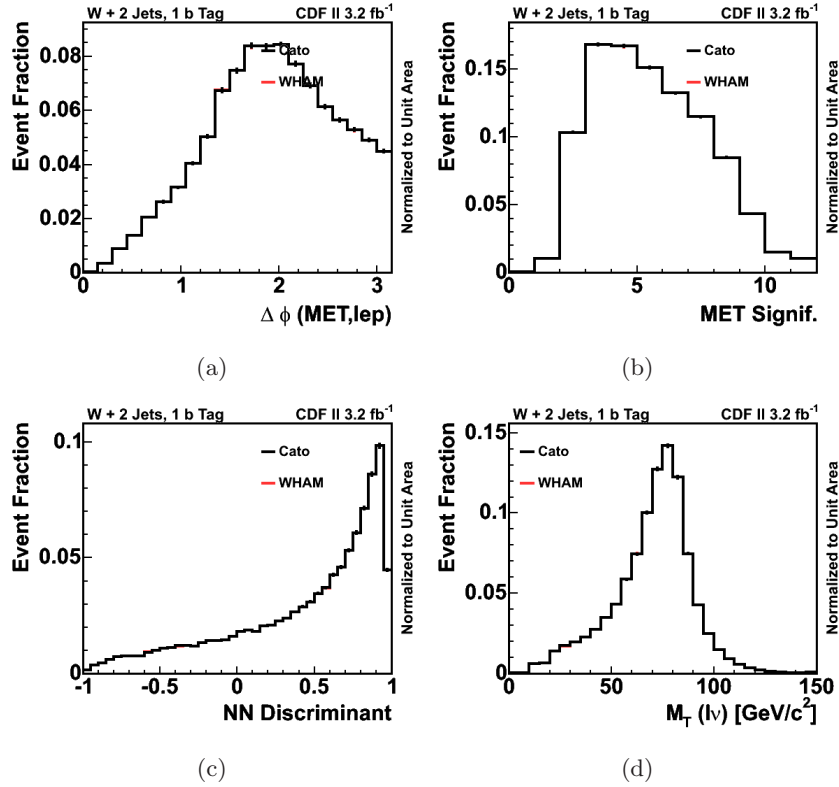 W + 2 Jets, 1 b Tag CDF II 3.2 fb-1
Event Fraction
0.08
0.06
0.04
0.02
0
Cato
WHAM
Normalized to Unit Area
0 1 2 3
Δ ϕ (MET,lep)
(a)
W + 2 Jets, 1 b Tag CDF II 3.2 fb-1
Event Fraction
0.15
0.1
0.05
0
Cato
WHAM
Normalized to Unit Area
0 5 10
MET Signif.
(b)
W + 2 Jets, 1 b Tag CDF II 3.2 fb-1
Event Fraction
0.1
0.05
0
Cato
WHAM
Normalized to Unit Area
-1 -0.5 0 0.5 1
NN Discriminant
(c)
W + 2 Jets, 1 b Tag CDF II 3.2 fb-1
Event Fraction
0.15
0.1
0.05
0
Cato
WHAM
Normalized to Unit Area
0 50 100 150
MT (lν) [GeV/c2]
(d)